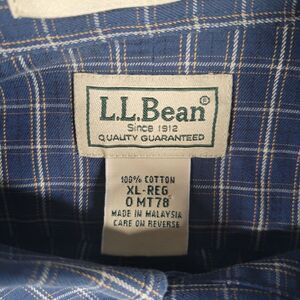 L.L.Bean®
Since 1912
QUALITY GUARANTEED
100% COTTON
XL-REG
0 MT78
MADE IN MALAYSIA
CARE ON REVERSE